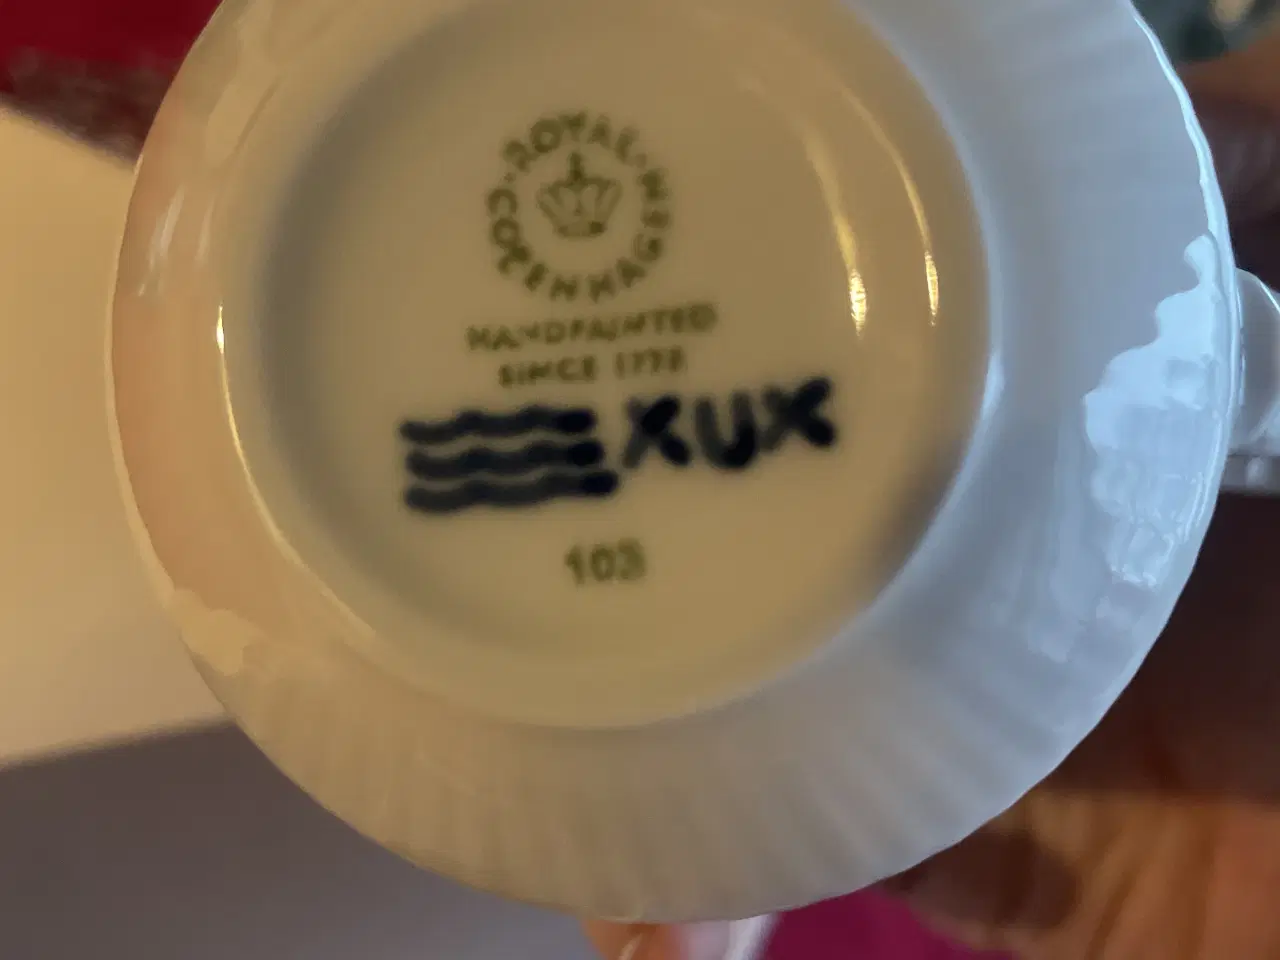 ROYAL COPENHAGEN
HANDPAINTED
SINCE 1775
XUX
103